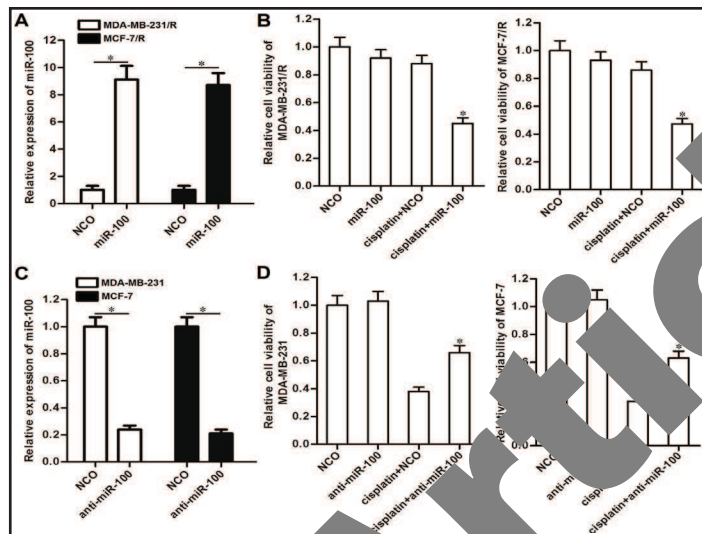 A
MDA-MB-231/R
MCF-7/R
Relative expression of miR-100
12
10
8
6
4
2
0
*
*
NCO
miR-100
NCO
miR-100
B
Relative cell viability of
MDA-MB-231/R
1.2
1.0
0.8
0.6
0.4
0.2
0.0
*
NCO
miR-100
cisplatin+NCO
cisplatin+miR-100
Relative cell viability of MCF-7/R
1.2
1.0
0.8
0.6
0.4
0.2
0.0
*
NCO
miR-100
cisplatin+NCO
cisplatin+miR-100
C
MDA-MB-231
MCF-7
Relative expression of miR-100
1.4
1.2
1.0
0.8
0.6
0.4
0.2
0.0
*
*
NCO
anti-miR-100
NCO
anti-miR-100
D
Relative cell viability of
MDA-MB-231
1.2
1.0
0.8
0.6
0.4
0.2
0.0
*
NCO
anti-miR-100
cisplatin+NCO
cisplatin+anti-miR-100
viability of MCF-7
1.2
1.0
*
cisplatin+anti-miR-100